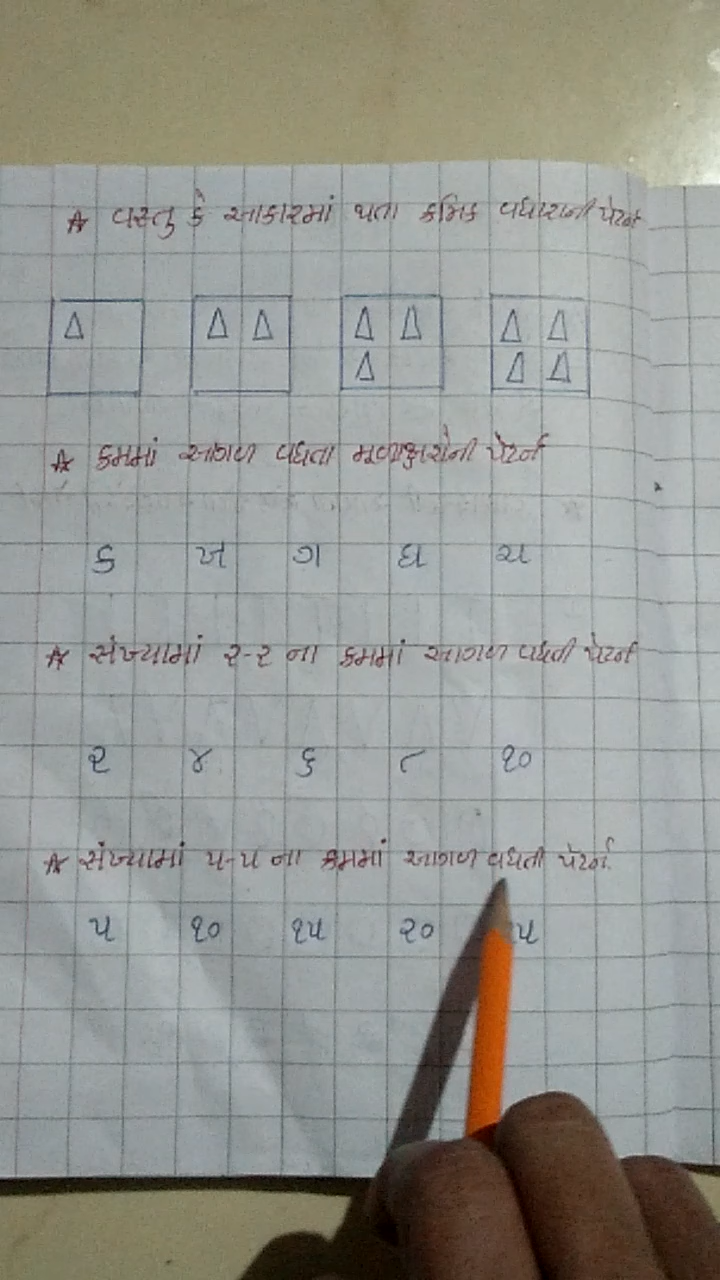 ☆ વસ્તુ કે આકારમાં થતા ક્રમિક વધારાની પેટર્ન
☆ ક્રમમાં આગળ વધતા મૂળાક્ષરોની પેટર્ન
ક ખ ગ ઘ ચ
☆ સંખ્યામાં ૨-૨ ના ક્રમમાં આગળ વધતી પેટર્ન
૨ ૪ ૬ ૮ ૧૦
☆ સંખ્યામાં ૫-૫ ના ક્રમમાં આગળ વધતી પેટર્ન
૫ ૧૦ ૧૫ ૨૦